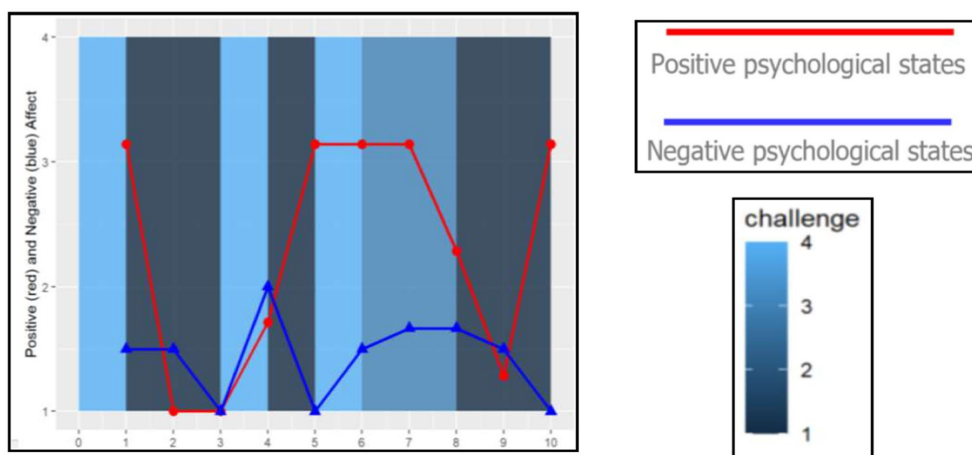 Positive (red) and Negative (blue) Affect
4
3
2
1
0 1 2 3 4 5 6 7 8 9 10
Positive psychological states
Negative psychological states
challenge
4
3
2
1